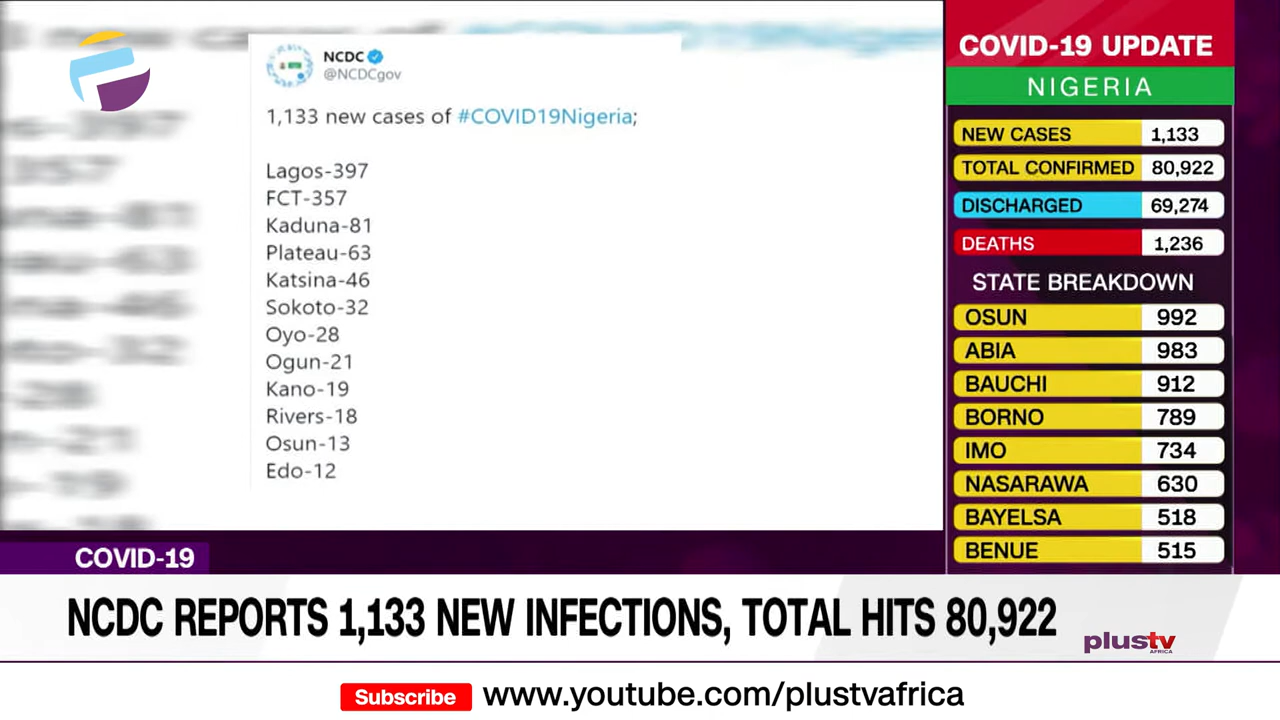 NCDC
@NCDCgov
1,133 new cases of #COVID19Nigeria;
Lagos-397
FCT-357
Kaduna-81
Plateau-63
Katsina-46
Sokoto-32
Oyo-28
Ogun-21
Kano-19
Rivers-18
Osun-13
Edo-12
COVID-19 UPDATE
NIGERIA
NEW CASES 1,133
TOTAL CONFIRMED 80,922
DISCHARGED 69,274
DEATHS 1,236
STATE BREAKDOWN
OSUN 992
ABIA 983
BAUCHI 912
BORNO 789
IMO 734
NASARAWA 630
BAYELSA 518
BENUE 515
COVID-19
NCDC REPORTS 1,133 NEW INFECTIONS, TOTAL HITS 80,922
plustv
AFRICA
Subscribe www.youtube.com/plustvafrica